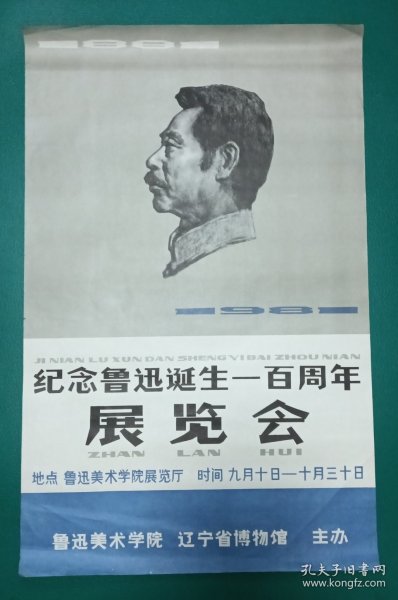 1881
1981
JI NIAN LU XUN DAN SHENG YI BAI ZHOU NIAN
纪念鲁迅诞生一百周年
展览会
ZHAN LAN HUI
地点 鲁迅美术学院展览厅 时间 九月十日—十月三十日
鲁迅美术学院 辽宁省博物馆 主办
孔夫子旧书网
www.kongfz.com